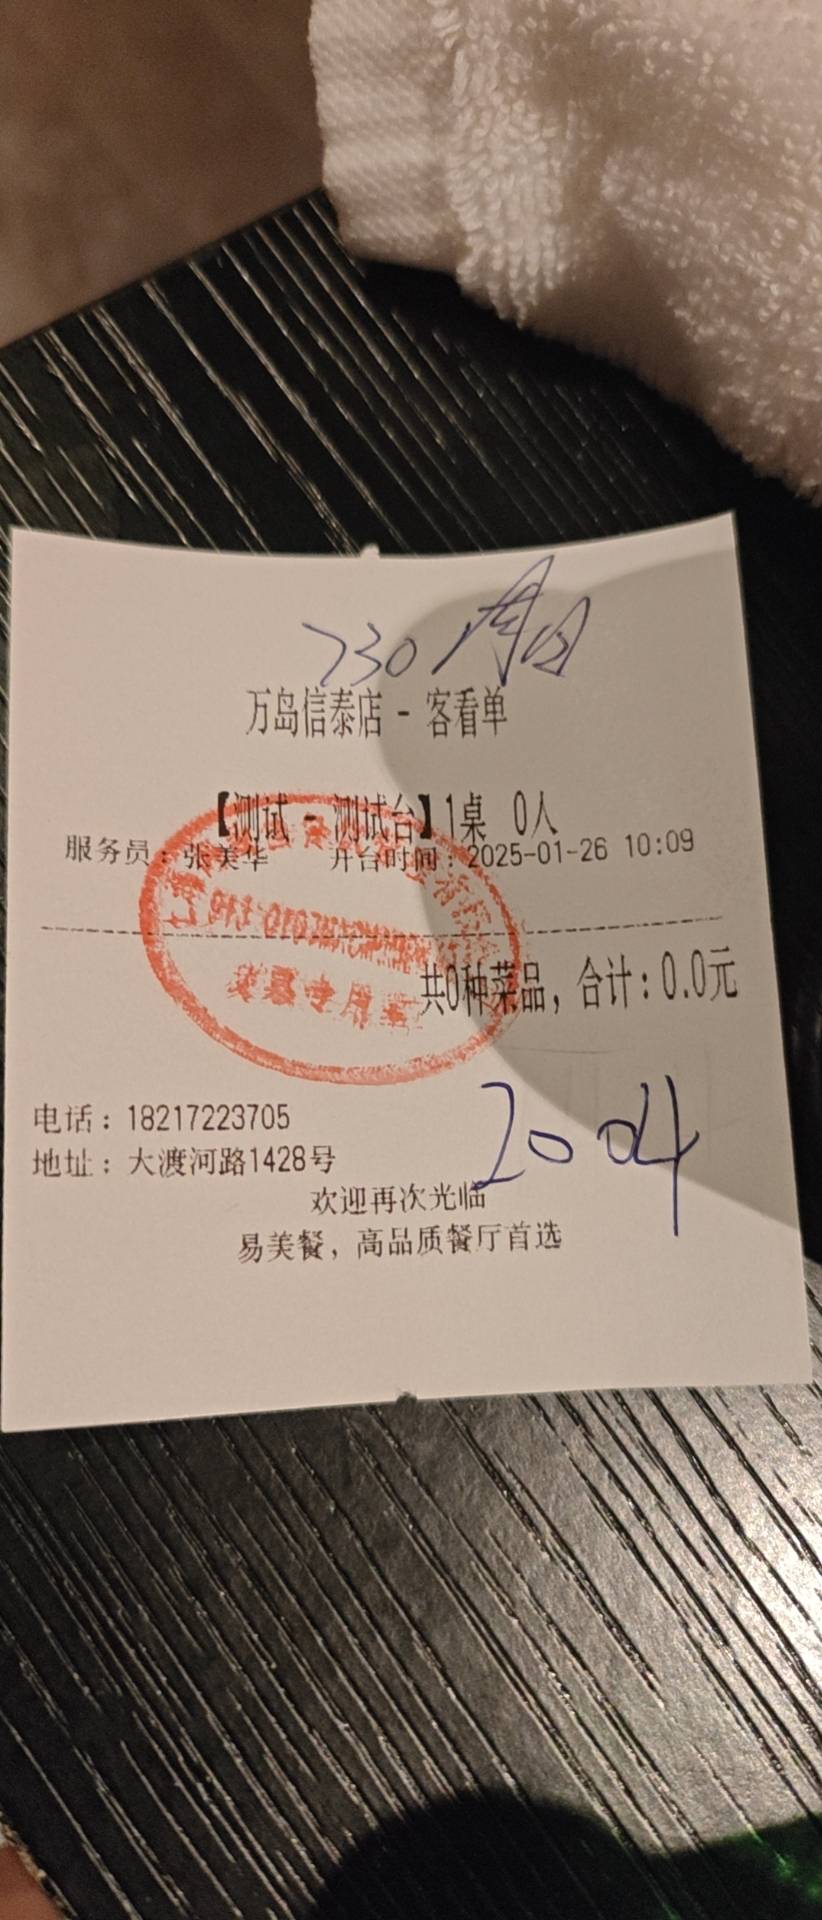 730
万岛信泰店 - 客看单
【测试 - 测试台】1桌 0人
服务员：张美华 开台时间：2025-01-26 10:09
共0种菜品，合计：0.0元
专用章
2004
电话：18217223705
地址：大渡河路1428号
欢迎再次光临
易美餐，高品质餐厅首选